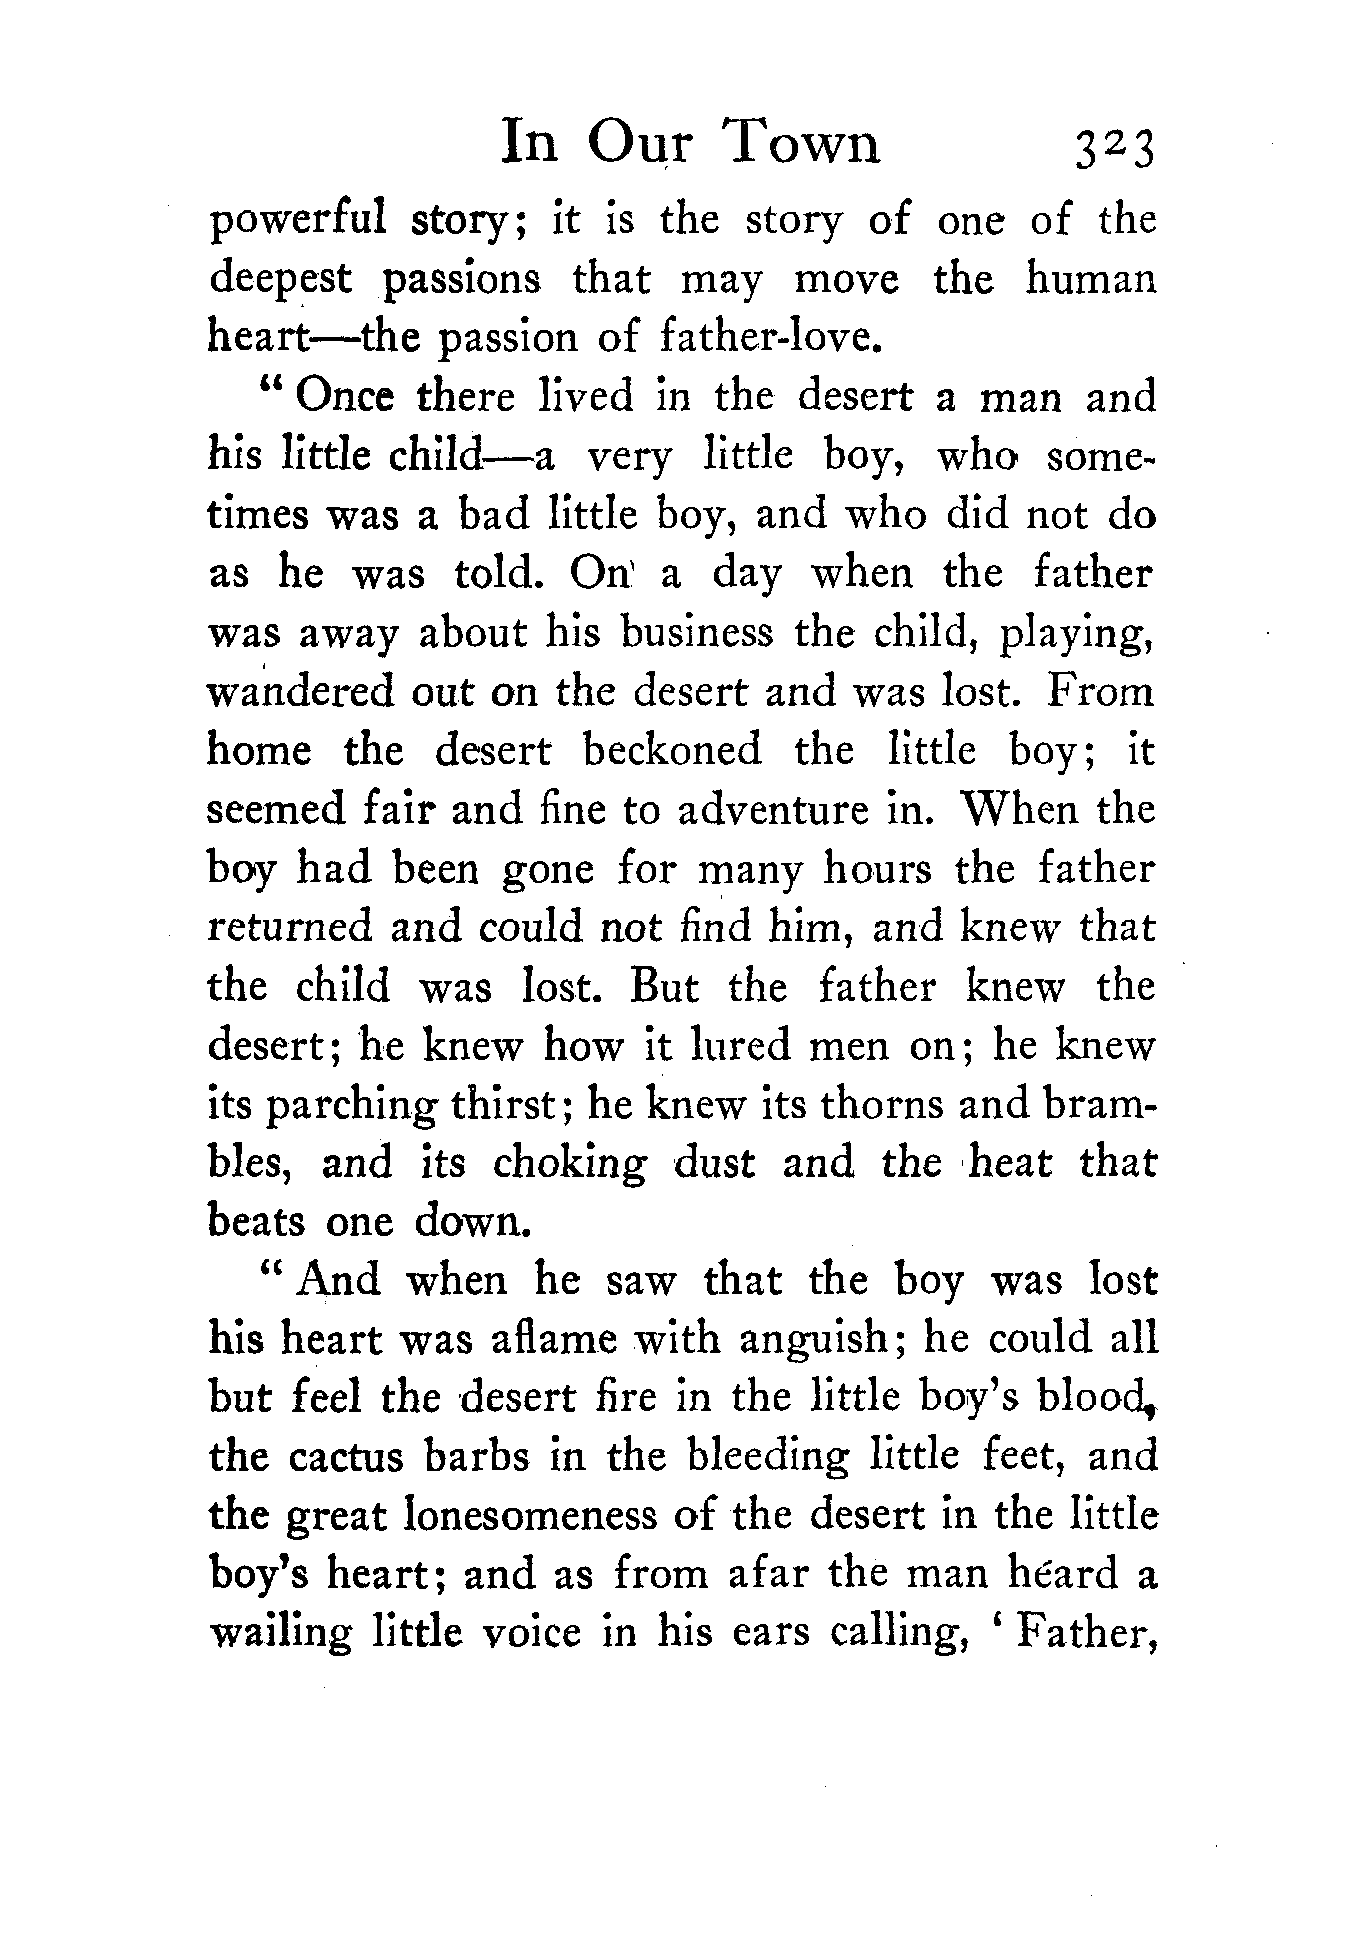 In Our Town 323
powerful story; it is the story of one of the
deepest passions that may move the human
heart—the passion of father-love.
“ Once there lived in the desert a man and
his little child—a very little boy, who some-
times was a bad little boy, and who did not do
as he was told. On a day when the father
was away about his business the child, playing,
wandered out on the desert and was lost. From
home the desert beckoned the little boy; it
seemed fair and fine to adventure in. When the
boy had been gone for many hours the father
returned and could not find him, and knew that
the child was lost. But the father knew the
desert; he knew how it lured men on; he knew
its parching thirst; he knew its thorns and bram-
bles, and its choking dust and the heat that
beats one down.
“ And when he saw that the boy was lost
his heart was aflame with anguish; he could all
but feel the desert fire in the little boy’s blood,
the cactus barbs in the bleeding little feet, and
the great lonesomeness of the desert in the little
boy’s heart; and as from afar the man heard a
wailing little voice in his ears calling, ‘ Father,